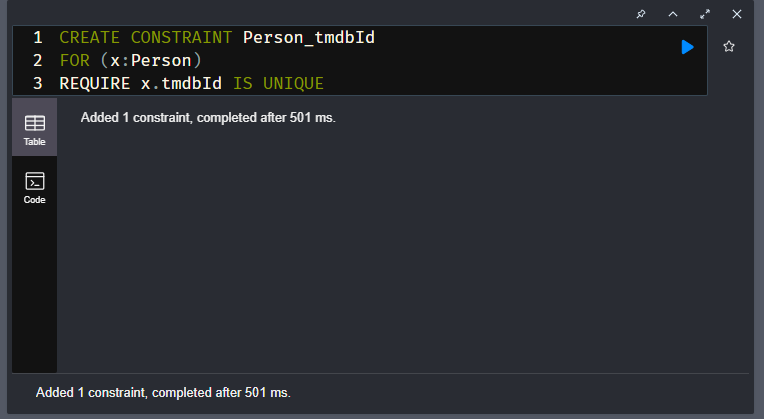 1 CREATE CONSTRAINT Person_tmdbId
2 FOR (x:Person)
3 REQUIRE x.tmdbId IS UNIQUE
Added 1 constraint, completed after 501 ms.
Table
Code
Added 1 constraint, completed after 501 ms.